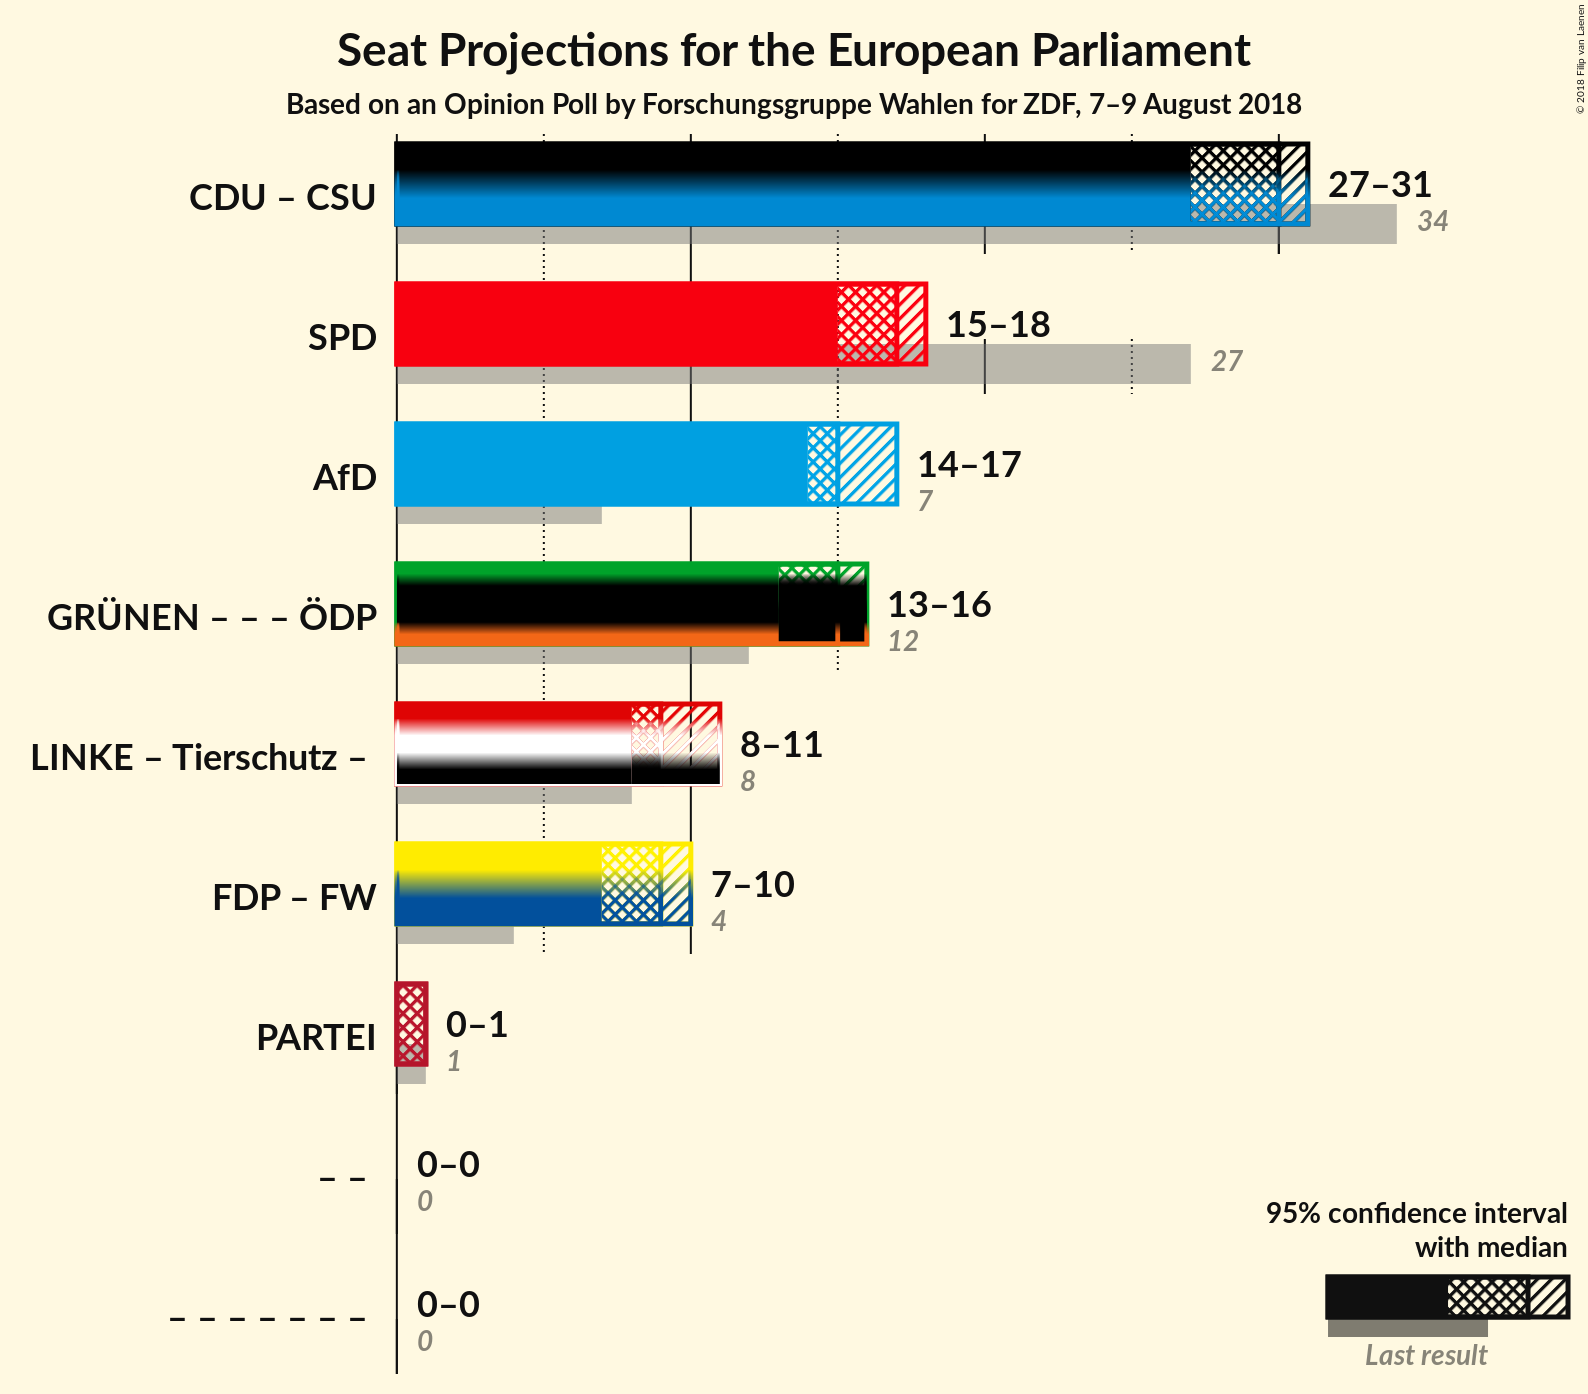 Seat Projections for the European Parliament
Based on an Opinion Poll by Forschungsgruppe Wahlen for ZDF, 7–9 August 2018
© 2018 Filip van Laenen
CDU – CSU
27–31
34
SPD
15–18
27
AfD
14–17
7
GRÜNEN – – – ÖDP
13–16
12
LINKE – Tierschutz –
8–11
8
FDP – FW
7–10
4
PARTEI
0–1
1
– –
0–0
0
– – – – – – –
0–0
0
95% confidence interval
with median
Last result